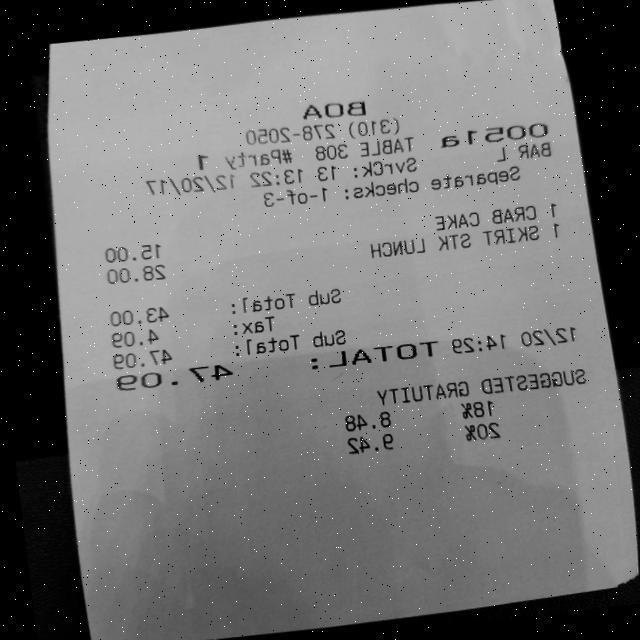 BOA
(310) 278-2050
0051a TABLE 308 #Party 1
BAR L SvrCk: 13 13:22 12/20/17
Separate checks: 1-of-3
1 CRAB CAKE 15.00
1 SKIRT STK LUNCH 28.00
Sub Total: 43.00
Tax: 4.09
Sub Total: 47.09
12/20 14:29 TOTAL: 47.09
SUGGESTED GRATUITY
18% 8.48
20% 9.42